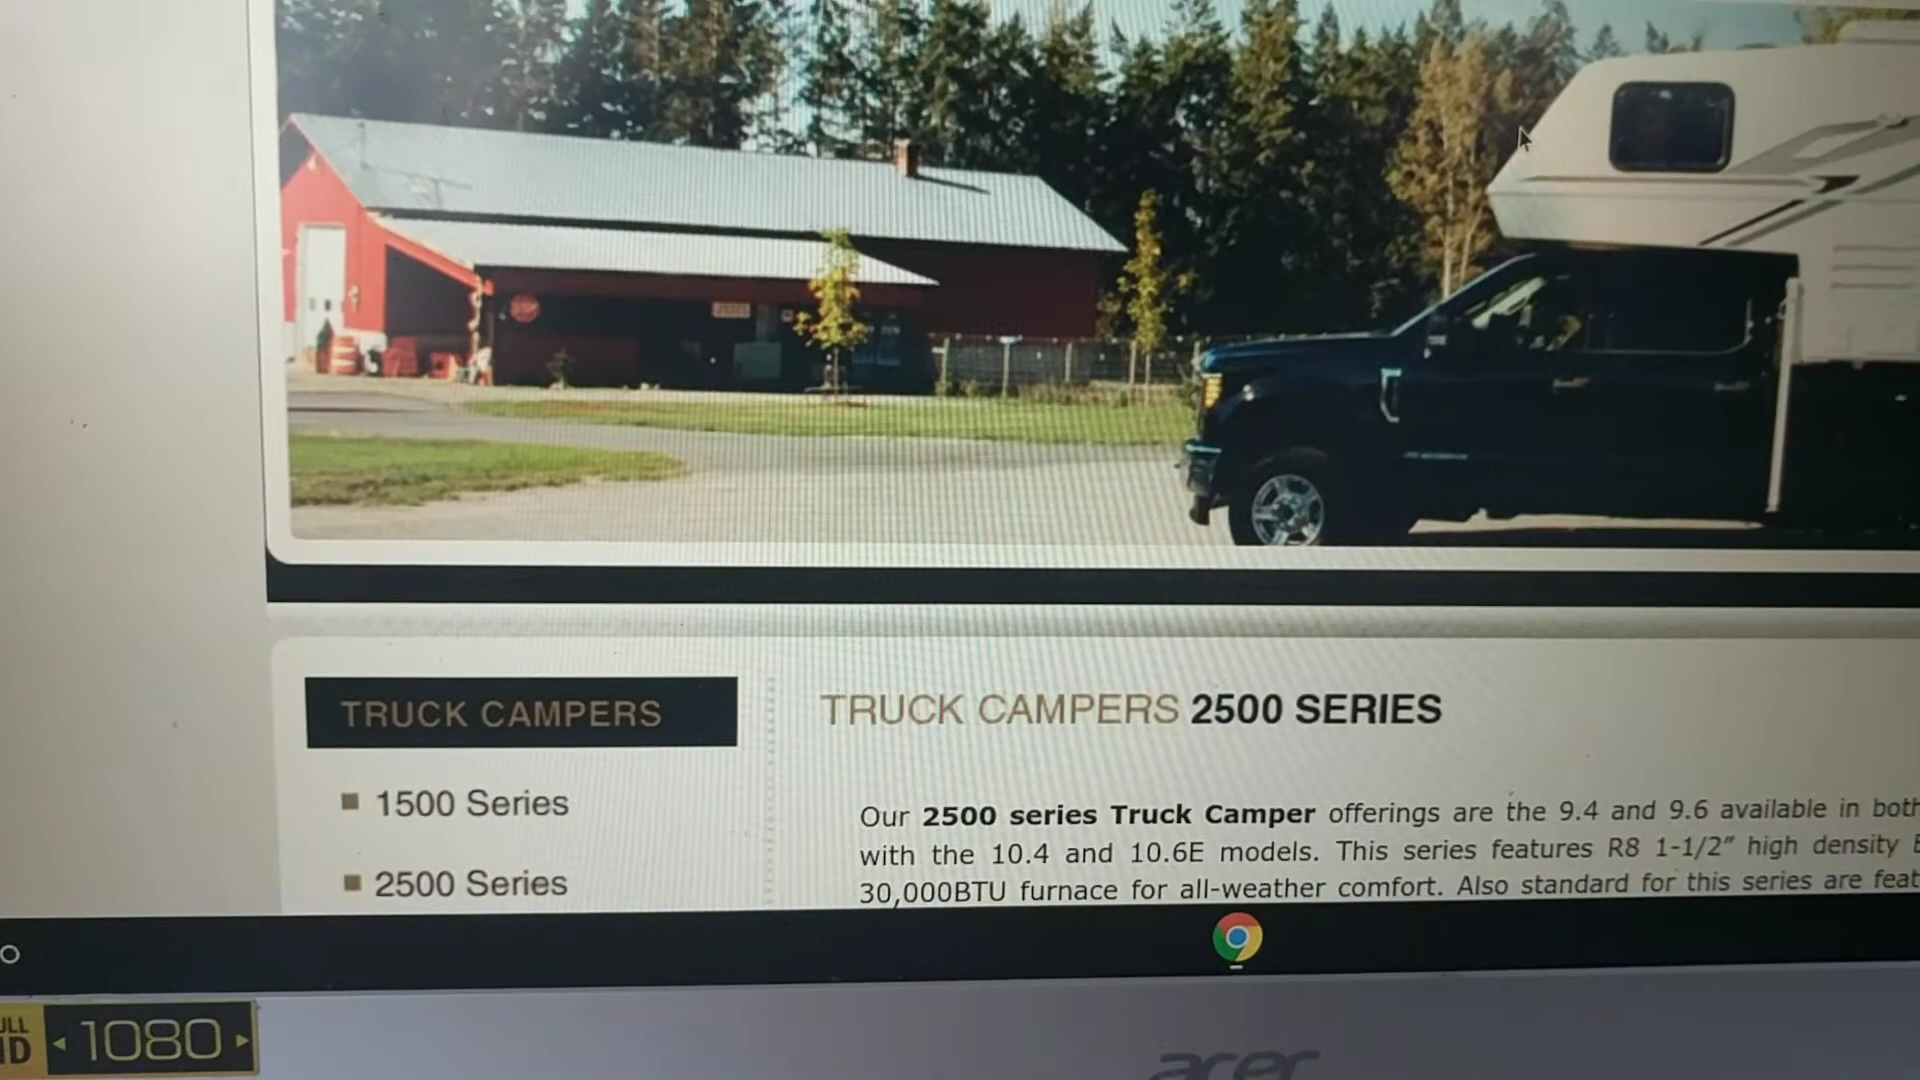 TRUCK CAMPERS
1500 Series
2500 Series
TRUCK CAMPERS 2500 SERIES
Our 2500 series Truck Camper offerings are the 9.4 and 9.6 available in both
with the 10.4 and 10.6E models. This series features R8 1-1/2” high density
30,000BTU furnace for all-weather comfort. Also standard for this series are
1080
acer